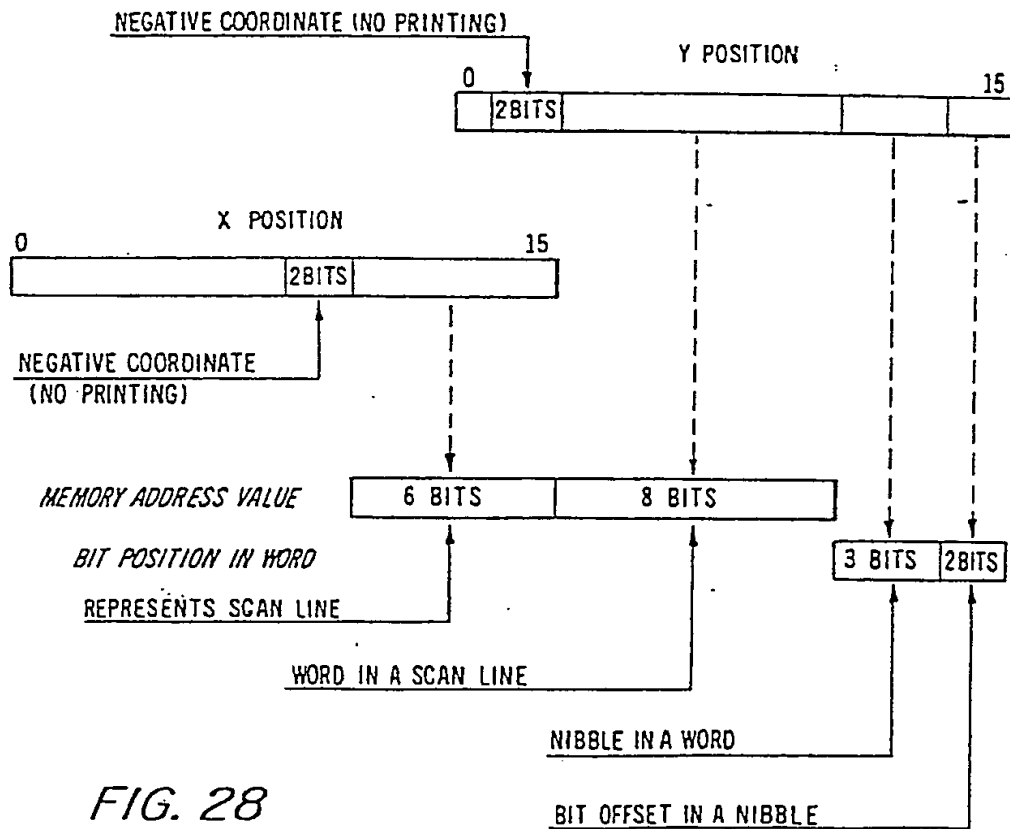 NEGATIVE COORDINATE (NO PRINTING)
Y POSITION
0
15
2BITS
X POSITION
0
15
2BITS
NEGATIVE COORDINATE
(NO PRINTING)
MEMORY ADDRESS VALUE
6 BITS
8 BITS
BIT POSITION IN WORD
3 BITS
2BITS
REPRESENTS SCAN LINE
WORD IN A SCAN LINE
NIBBLE IN A WORD
BIT OFFSET IN A NIBBLE
FIG. 28